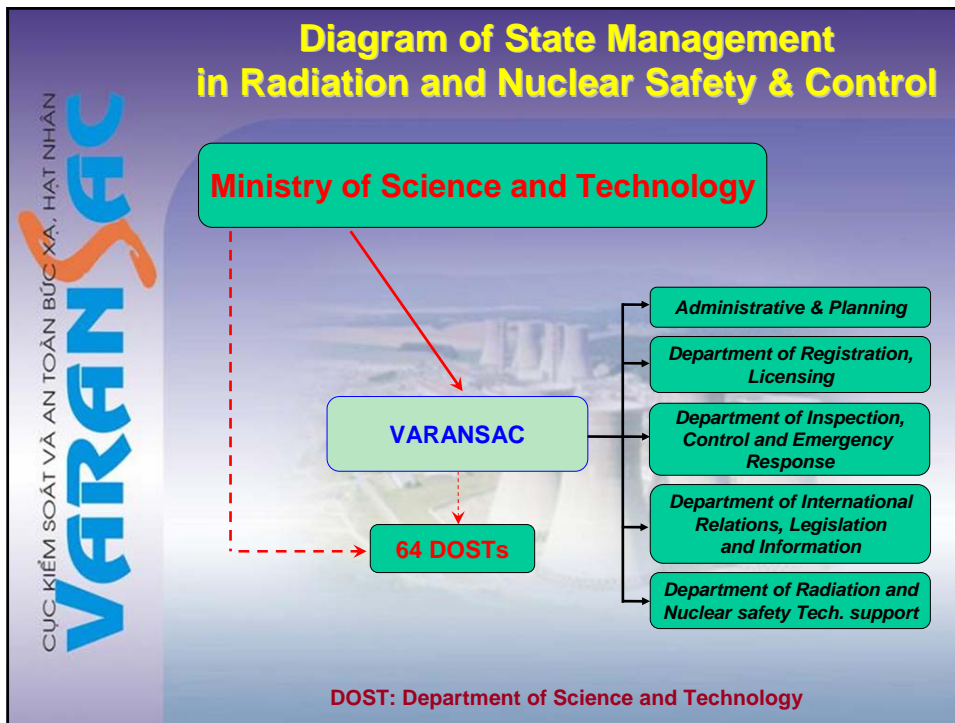 Diagram of State Management
in Radiation and Nuclear Safety & Control
CỤC KIỂM SOÁT VÀ AN TOÀN BỨC XẠ, HẠT NHÂN
VARANSAC
Ministry of Science and Technology
VARANSAC
64 DOSTs
Administrative & Planning
Department of Registration,
Licensing
Department of Inspection,
Control and Emergency
Response
Department of International
Relations, Legislation
and Information
Department of Radiation and
Nuclear safety Tech. support
DOST: Department of Science and Technology